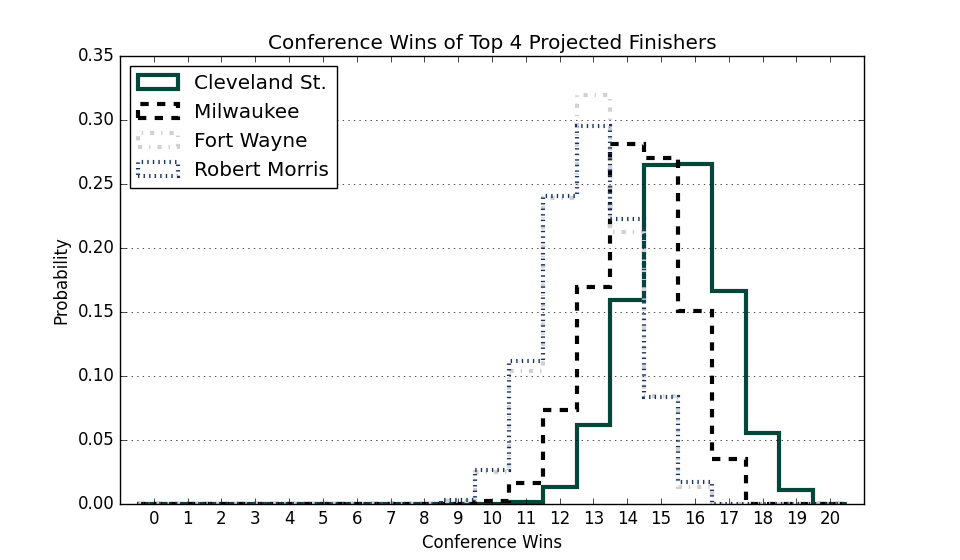 Conference Wins of Top 4 Projected Finishers
0.35
0.30
0.25
0.20
0.15
0.10
0.05
0.00
Probability
Cleveland St.
Milwaukee
Fort Wayne
Robert Morris
0 1 2 3 4 5 6 7 8 9 10 11 12 13 14 15 16 17 18 19 20
Conference Wins